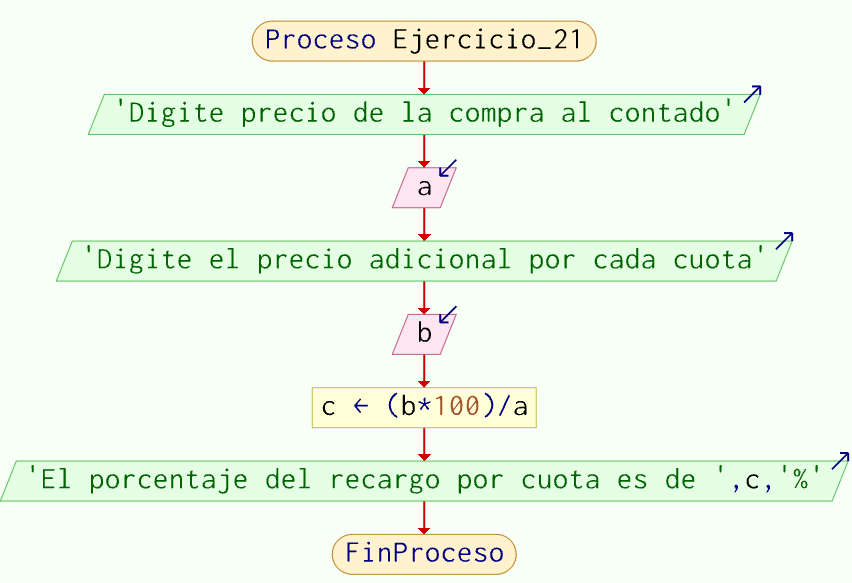 Proceso Ejercicio_21
'Digite precio de la compra al contado'
a
'Digite el precio adicional por cada cuota'
b
c ← (b*100)/a
'El porcentaje del recargo por cuota es de ',c,'%'
FinProceso